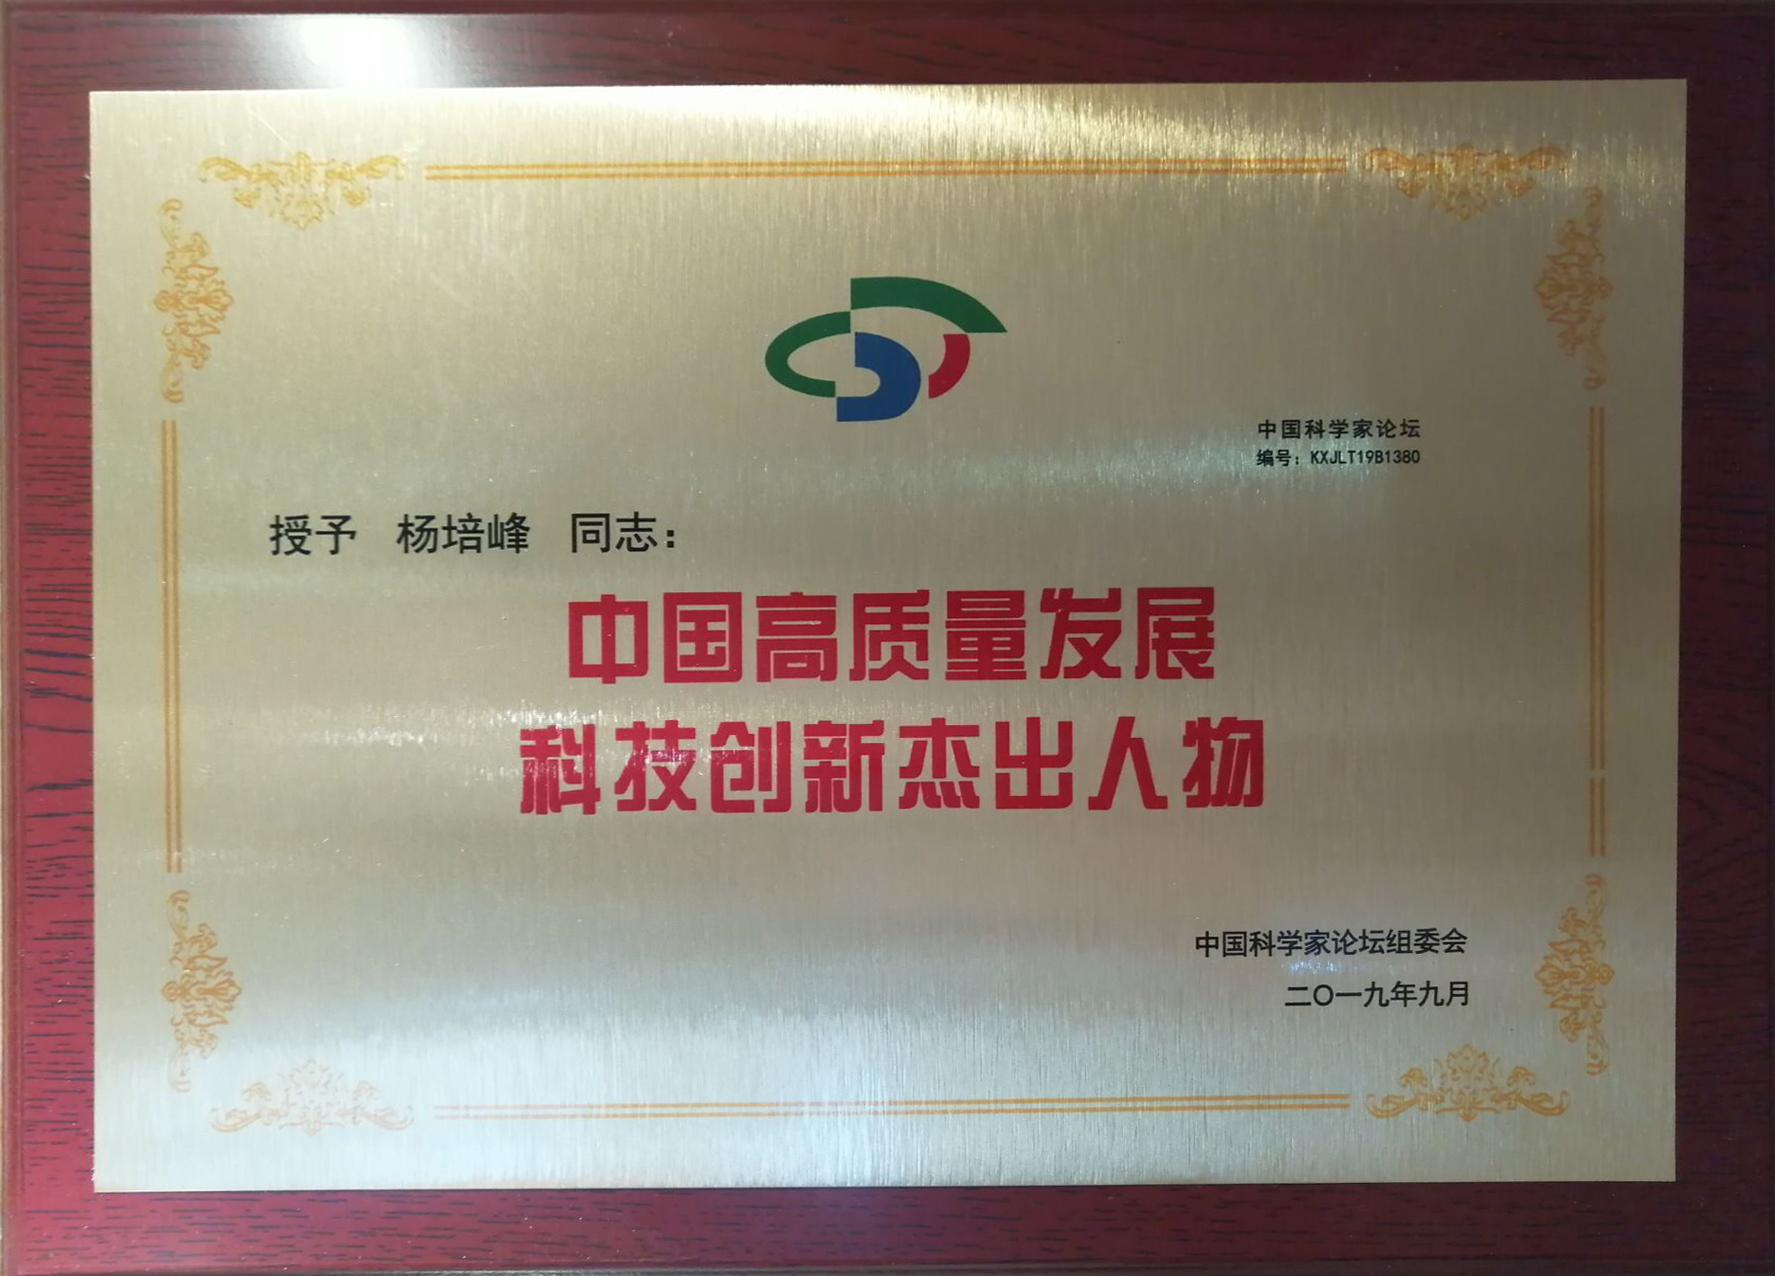 中国科学家论坛
编号：KXJLT19B1380
授予 杨培峰 同志：
中国高质量发展
科技创新杰出人物
中国科学家论坛组委会
二〇一九年九月